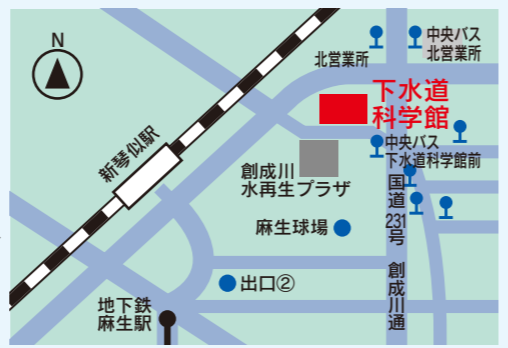 N
中央バス
北営業所
北営業所
下水道
科学館
新琴似駅
中央バス
下水道科学館前
創成川
水再生プラザ
国道231号
麻生球場
出口②
創成川通
地下鉄
麻生駅